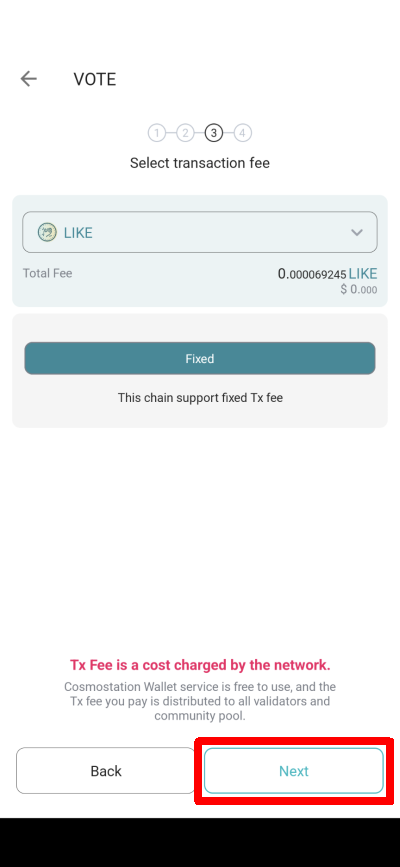 VOTE
1 2 3 4
Select transaction fee
LIKE
Total Fee 0.000069245 LIKE
$ 0.000
Fixed
This chain support fixed Tx fee
Tx Fee is a cost charged by the network.
Cosmostation Wallet service is free to use, and the
Tx fee you pay is distributed to all validators and
community pool.
Back Next